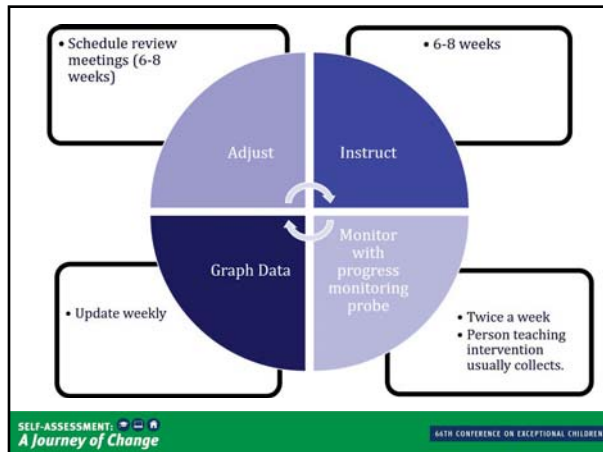 • Schedule review
meetings (6-8
weeks)
• 6-8 weeks
Adjust
Instruct
Graph Data
Monitor
with
progress
monitoring
probe
• Update weekly
• Twice a week
• Person teaching
intervention
usually collects.
SELF-ASSESSMENT:
A Journey of Change
66TH CONFERENCE ON EXCEPTIONAL CHILDREN